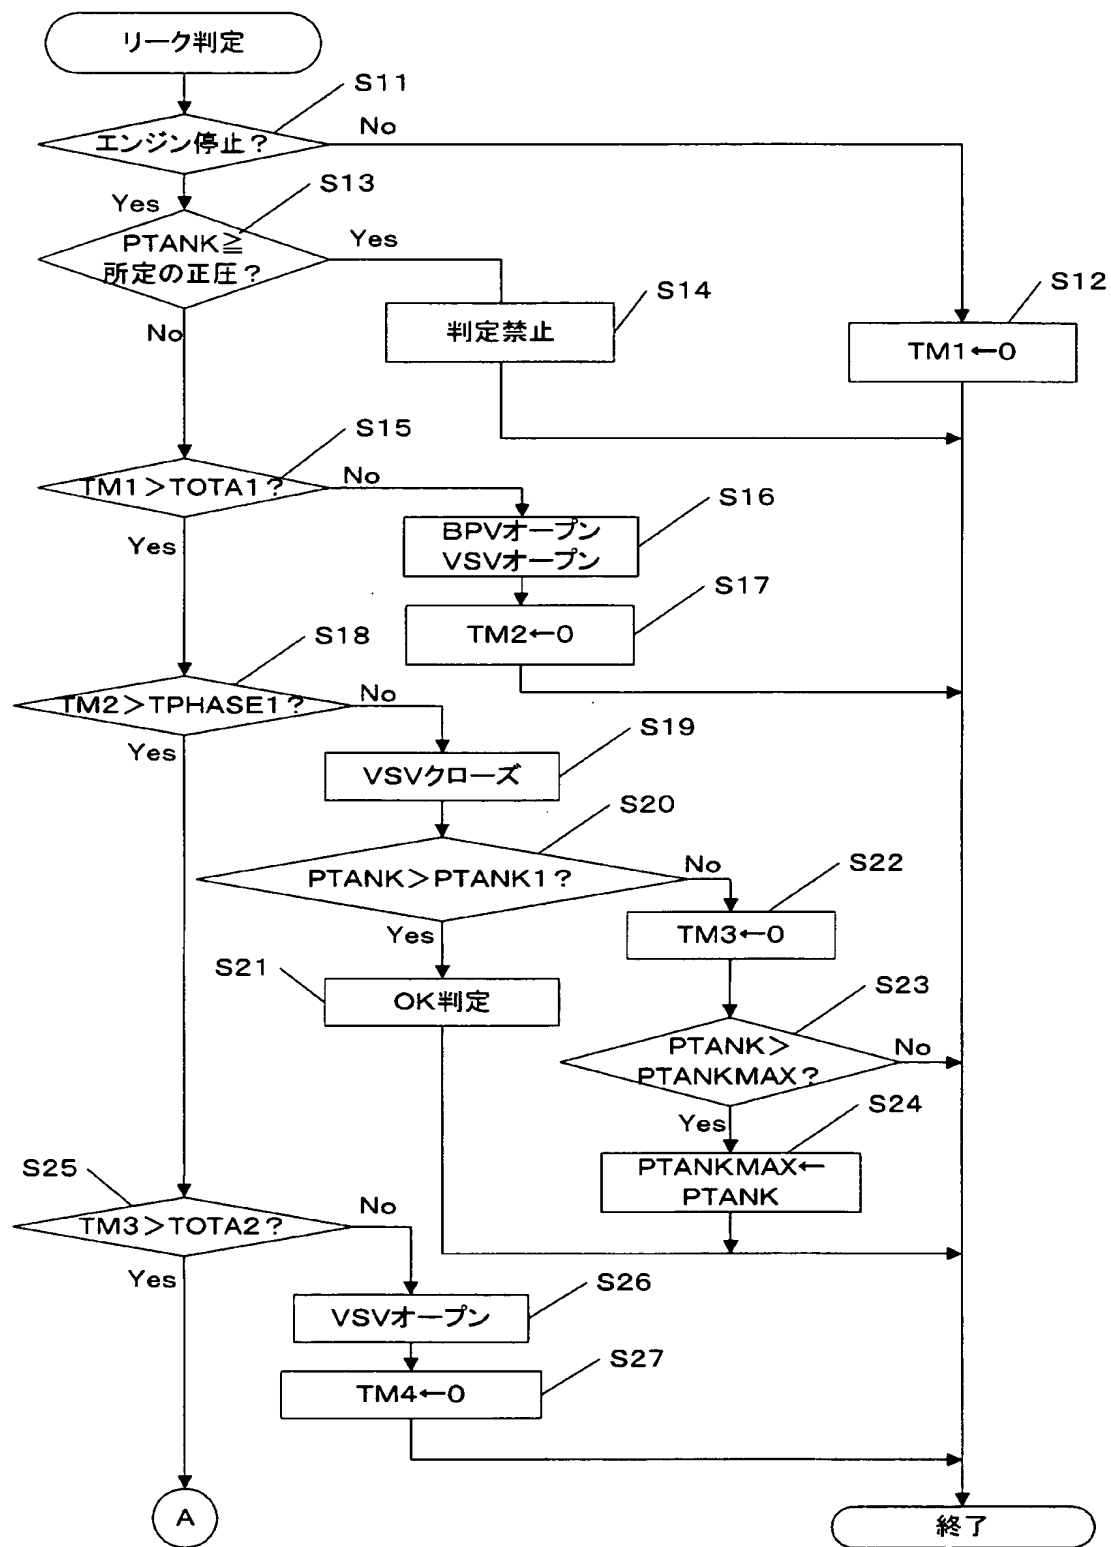 リーク判定
S11
エンジン停止？
No
Yes
S13
PTANK≧
所定の正圧？
Yes
No
S14
判定禁止
S12
TM1←0
S15
TM1>TOTA1？
No
Yes
S16
BPVオープン
VSVオープン
S17
TM2←0
S18
TM2>TPHASE1？
No
Yes
S19
VSVクローズ
S20
PTANK>PTANK1？
No
Yes
S21
OK判定
S22
TM3←0
S23
PTANK>
PTANKMAX？
No
Yes
S24
PTANKMAX←
PTANK
S25
TM3>TOTA2？
No
Yes
S26
VSVオープン
S27
TM4←0
A
終了